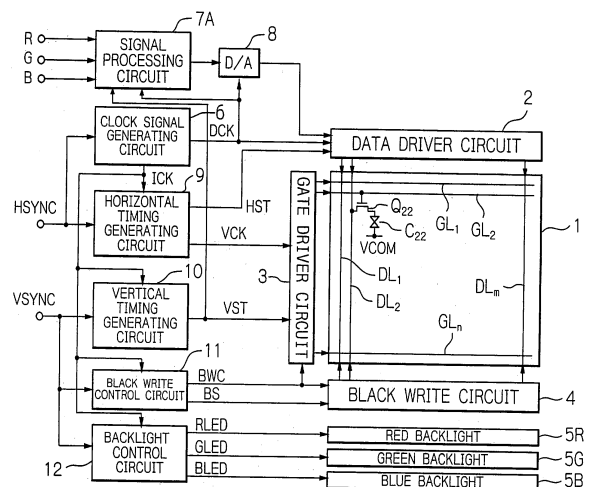 7A
R
G
B
SIGNAL
PROCESSING
CIRCUIT
8
D/A
6
CLOCK SIGNAL
GENERATING
CIRCUIT
DCK
2
DATA DRIVER CIRCUIT
ICK
9
HSYNC
HORIZONTAL
TIMING
GENERATING
CIRCUIT
HST
VCK
GATE DRIVER CIRCUIT
3
Q22
C22
VCOM
GL1
GL2
1
DL1
DL2
DLm
GLn
10
VSYNC
VERTICAL
TIMING
GENERATING
CIRCUIT
VST
11
BLACK WRITE
CONTROL CIRCUIT
BWC
BS
BLACK WRITE CIRCUIT
4
12
BACKLIGHT
CONTROL
CIRCUIT
RLED
GLED
BLED
RED BACKLIGHT
5R
GREEN BACKLIGHT
5G
BLUE BACKLIGHT
5B